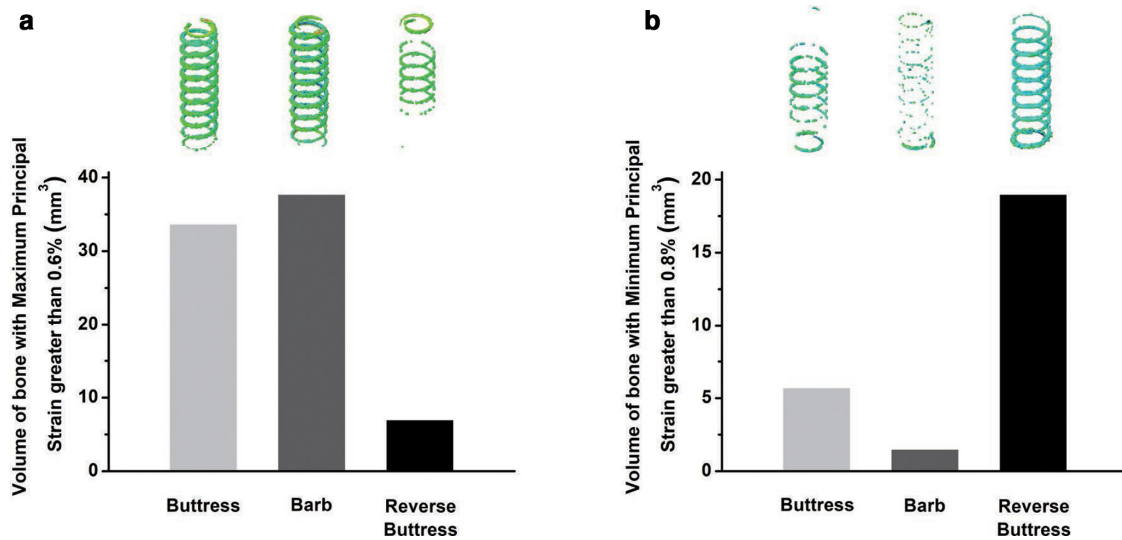 a
Volume of bone with Maximum Principal
Strain greater than 0.6% (mm³)
40
30
20
10
0
Buttress
Barb
Reverse
Buttress
b
Volume of bone with Minimum Principal
Strain greater than 0.8% (mm³)
20
15
10
5
0
Buttress
Barb
Reverse
Buttress